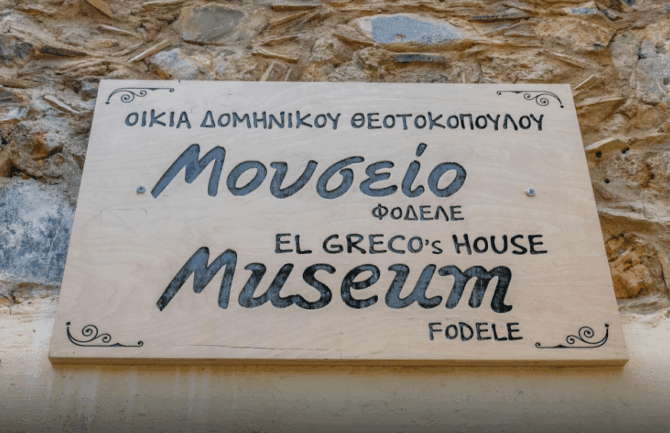 ΟΙΚΙΑ ΔΟΜΗΝΙΚΟΥ ΘΕΟΤΟΚΟΠΟΥΛΟΥ
Μουσείο
ΦΟΔΕΛΕ
EL GRECO's HOUSE
Museum
FODELE